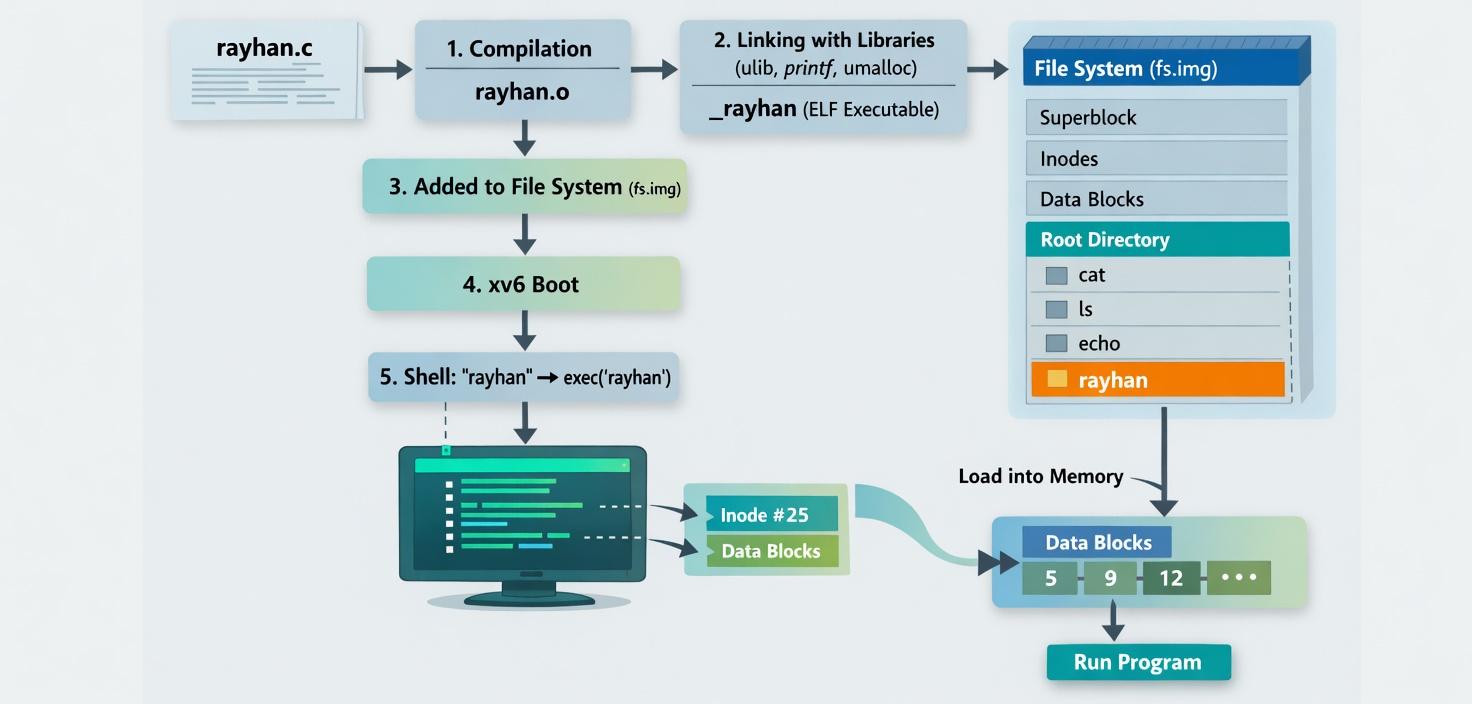 rayhan.c
1. Compilation
rayhan.o
2. Linking with Libraries
(ulib, printf, umalloc)
_rayhan (ELF Executable)
File System (fs.img)
Superblock
Inodes
Data Blocks
Root Directory
cat
ls
echo
rayhan
3. Added to File System (fs.img)
4. xv6 Boot
5. Shell: "rayhan" → exec('rayhan')
Inode #25
Data Blocks
Load into Memory
Data Blocks
5 9 12 •••
Run Program